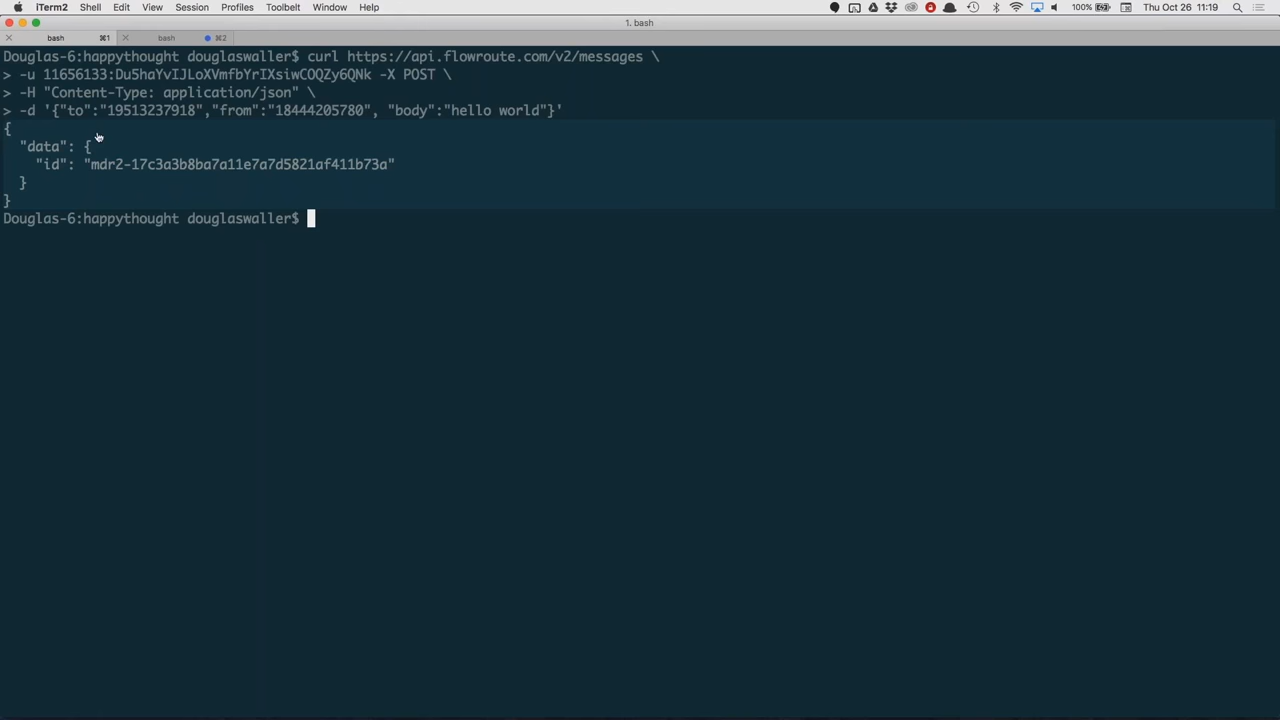 iTerm2 Shell Edit View Session Profiles Toolbelt Window Help 100% Thu Oct 26 11:19
1. bash
bash ⌘1 bash ⌘2
Douglas-6:happythought douglaswaller$ curl https://api.flowroute.com/v2/messages \
> -u 11656133:Du5haYvIJLoXVmfbYrIXsiwCOQZy6QNk -X POST \
> -H "Content-Type: application/json" \
> -d '{"to":"19513237918","from":"18444205780", "body":"hello world"}'
{
  "data": {
    "id": "mdr2-17c3a3b8ba7a11e7a7d5821af411b73a"
  }
}
Douglas-6:happythought douglaswaller$